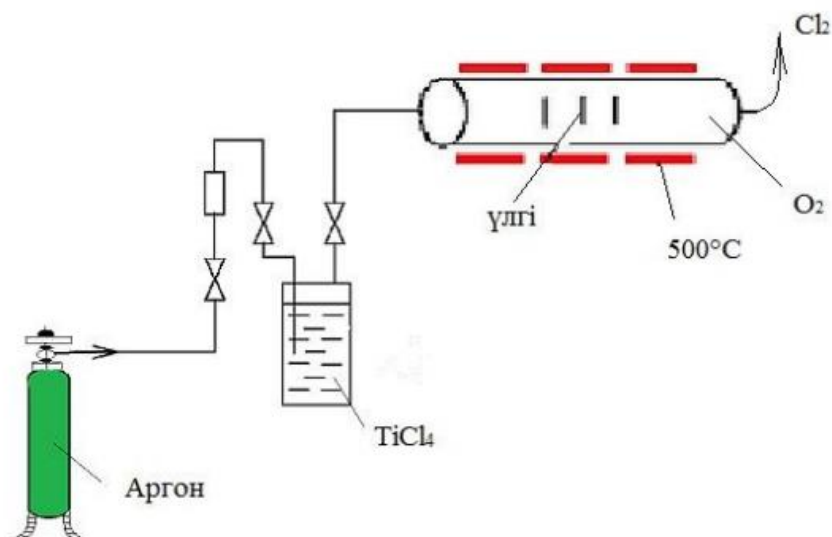 Cl₂
O₂
үлгі
500°C
TiCl₄
Аргон